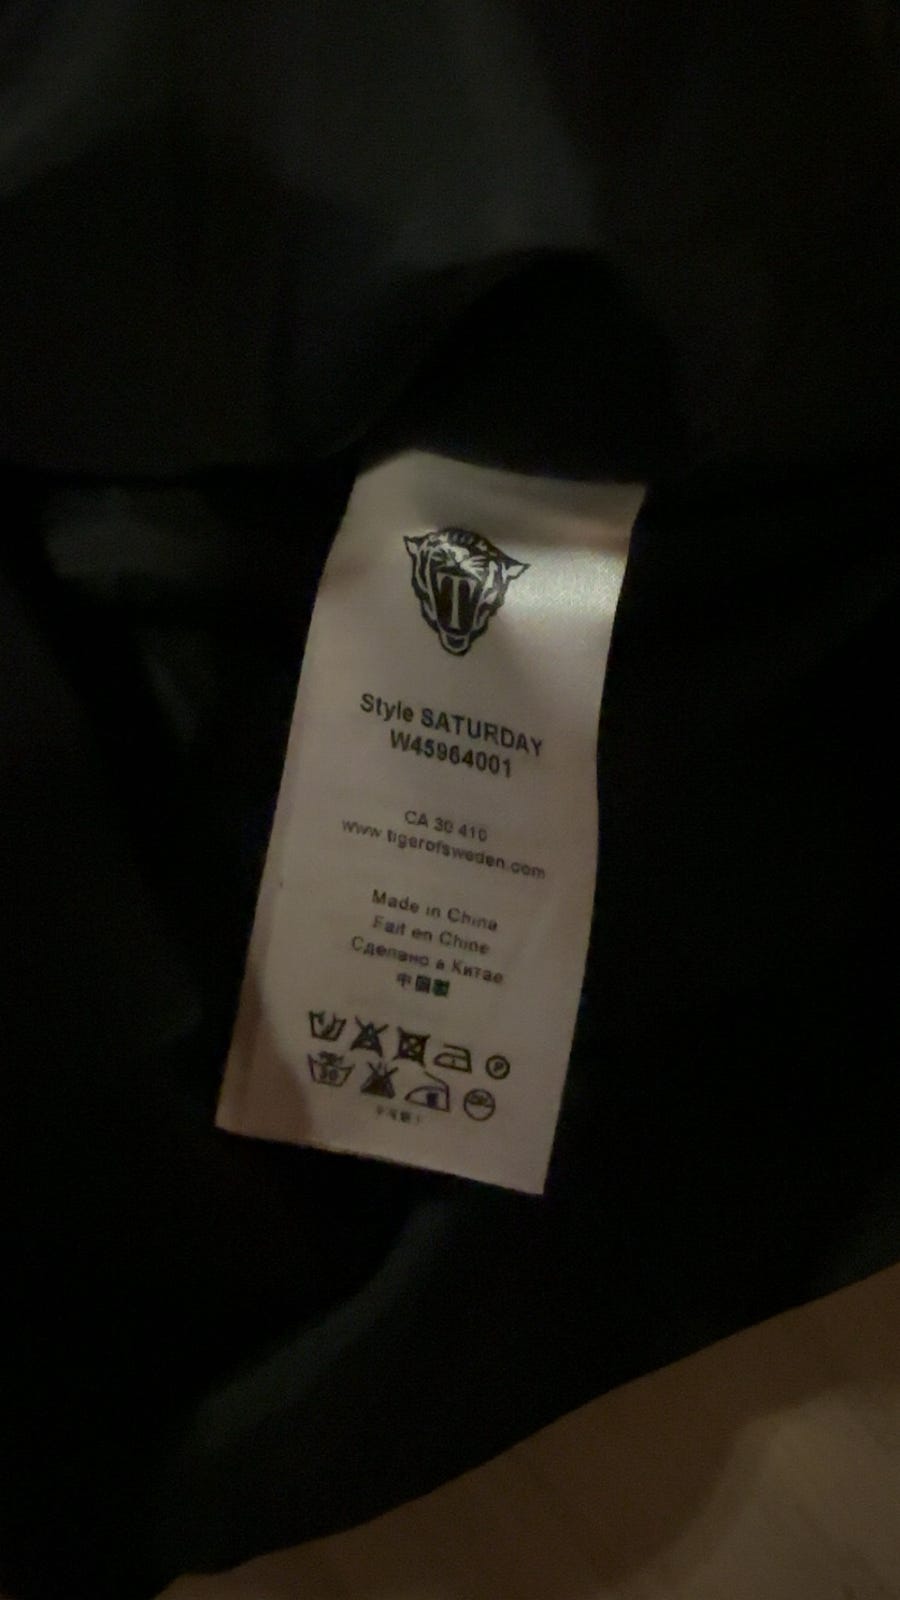 T
Style SATURDAY
W45964001
CA 30 410
www.tigerofsweden.com
Made in China
Fait en Chine
Сделано в Китае
中國製
P
30